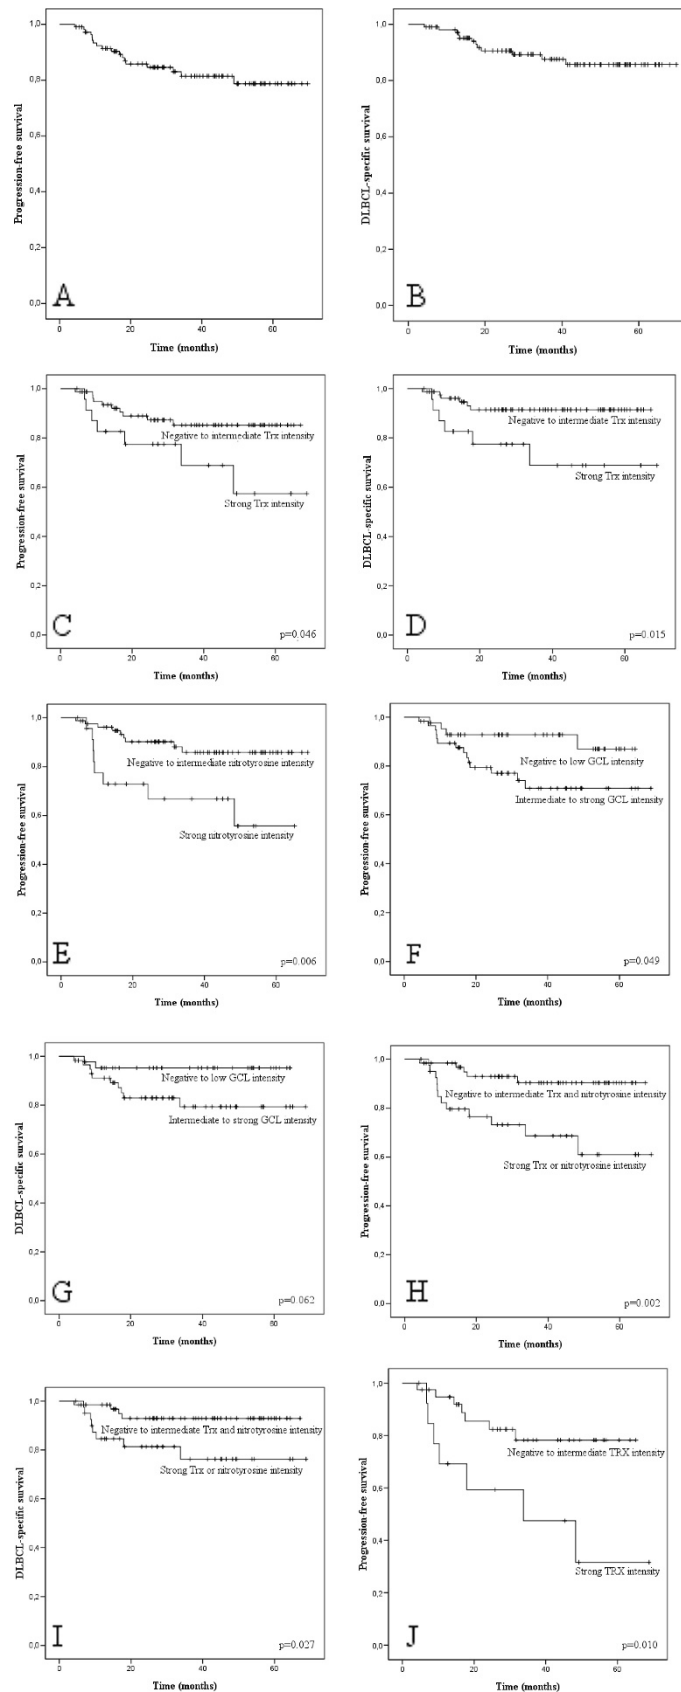 Progression-free survival
1,0
0,8
0,6
0,4
0,2
0,0
A
0
20
40
60
Time (months)
DLBCL-specific survival
1,0
0,8
0,6
0,4
0,2
0,0
B
0
20
40
60
Time (months)
Progression-free survival
1,0
0,8
0,6
0,4
0,2
0,0
Negative to intermediate Trx intensity
Strong Trx intensity
C
p=0.046
0
20
40
60
Time (months)
DLBCL-specific survival
1,0
0,8
0,6
0,4
0,2
0,0
Negative to intermediate Trx intensity
Strong Trx intensity
D
p=0.015
0
20
40
60
Time (months)
Progression-free survival
1,0
0,8
0,6
0,4
0,2
0,0
Negative to intermediate nitrotyrosine intensity
Strong nitrotyrosine intensity
E
p=0.006
0
20
40
60
Time (months)
Progression-free survival
1,0
0,8
0,6
0,4
0,2
0,0
Negative to low GCL intensity
Intermediate to strong GCL intensity
F
p=0.049
0
20
40
60
Time (months)
DLBCL-specific survival
1,0
0,8
0,6
0,4
0,2
0,0
Negative to low GCL intensity
Intermediate to strong GCL intensity
G
p=0.062
0
20
40
60
Time (months)
Progression-free survival
1,0
0,8
0,6
0,4
0,2
0,0
Negative to intermediate Trx and nitrotyrosine intensity
Strong Trx or nitrotyrosine intensity
H
p=0.002
0
20
40
60
Time (months)
DLBCL-specific survival
1,0
0,8
0,6
0,4
0,2
0,0
Negative to intermediate Trx and nitrotyrosine intensity
Strong Trx or nitrotyrosine intensity
I
p=0.027
0
20
40
60
Time (months)
Progression-free survival
1,0
0,8
0,6
0,4
0,2
0,0
Negative to intermediate TRX intensity
Strong TRX intensity
J
p=0.010
0
20
40
60
Time (months)